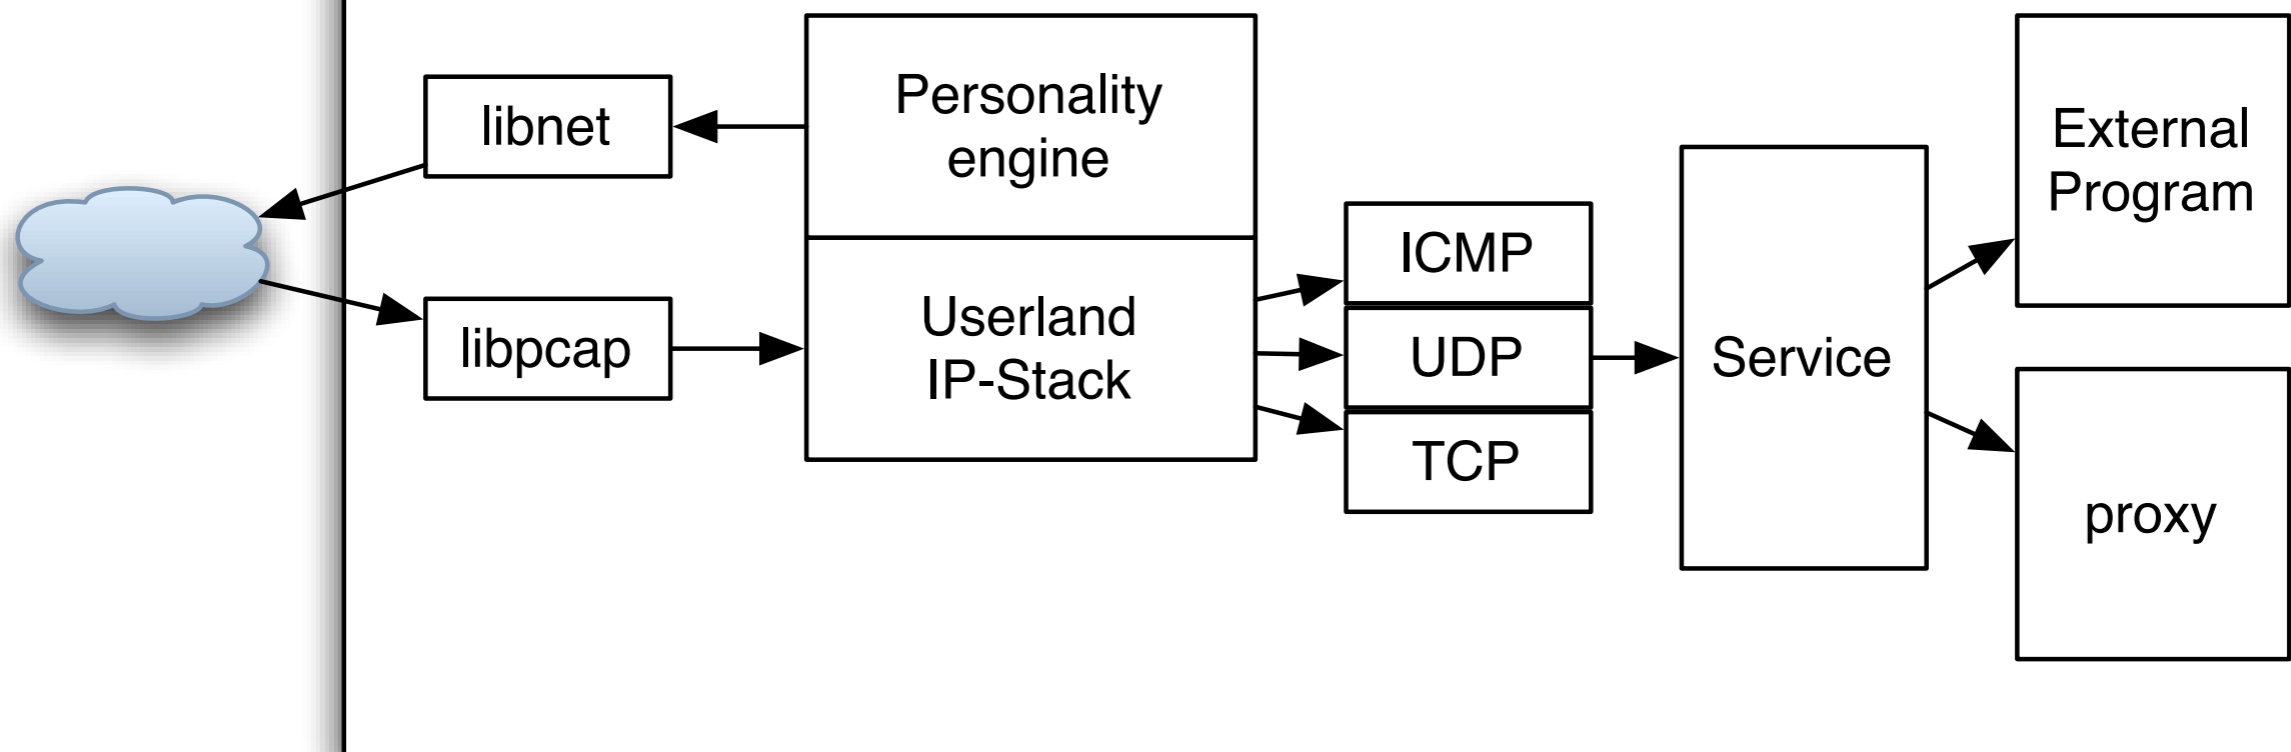 libnet
Personality
engine
libpcap
Userland
IP-Stack
ICMP
UDP
TCP
Service
External
Program
proxy